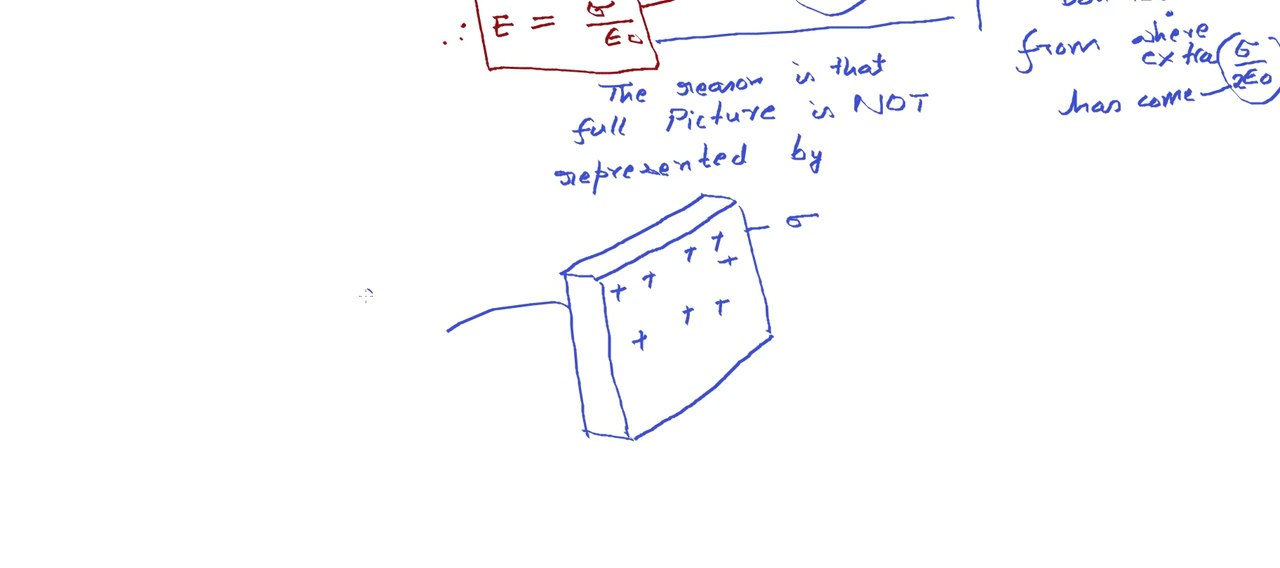 ∴ E = σ/ε0
The reason is that
full Picture is NOT
represented by
from where
extra σ/2ε0
has come
σ
+ + + + +
+ + +